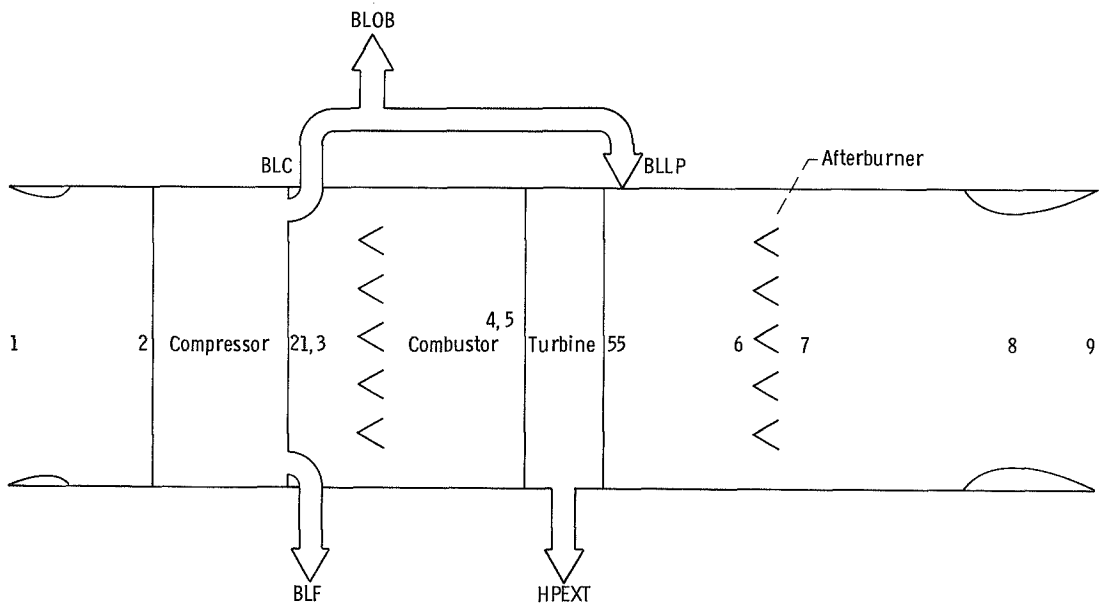 BLOB
BLC
BLLP
Afterburner
4, 5
1
2
Compressor
21, 3
Combustor
Turbine
55
6
7
8
9
BLF
HPEXT